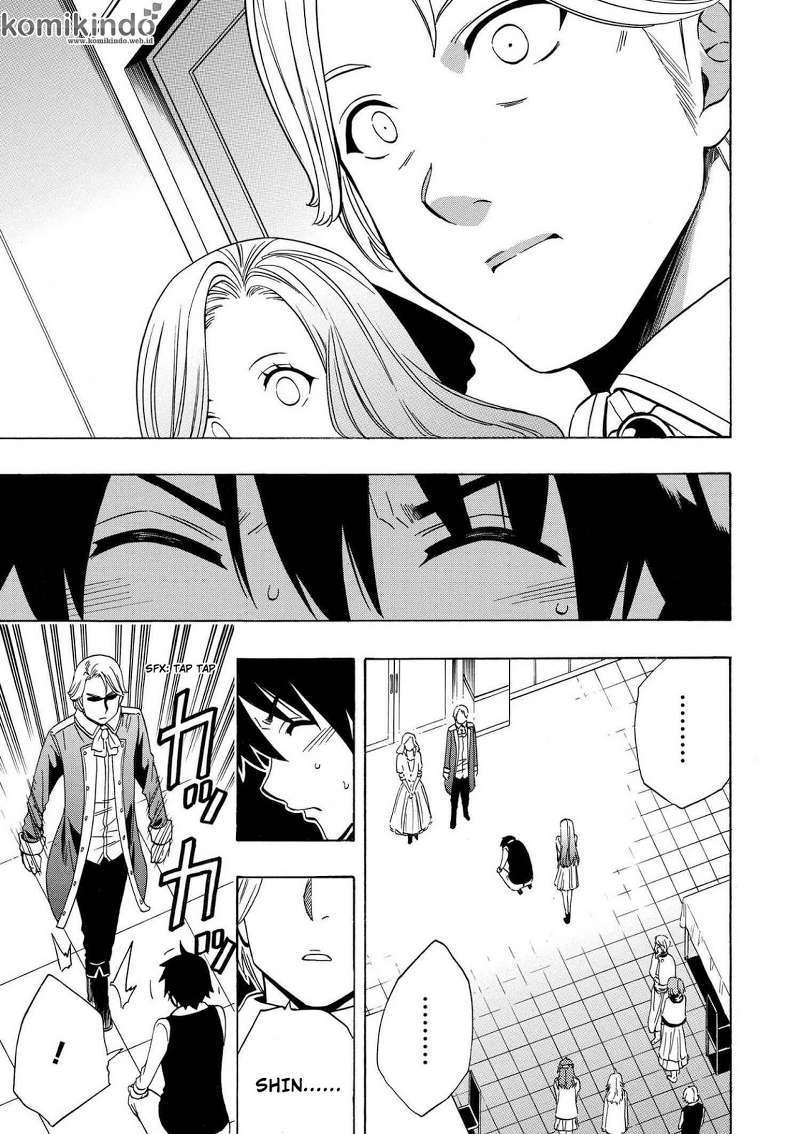 komikindo
www.komikindo.web.id
........
........
SHIN......
SFX: TAP TAP
カッ
カッ
!